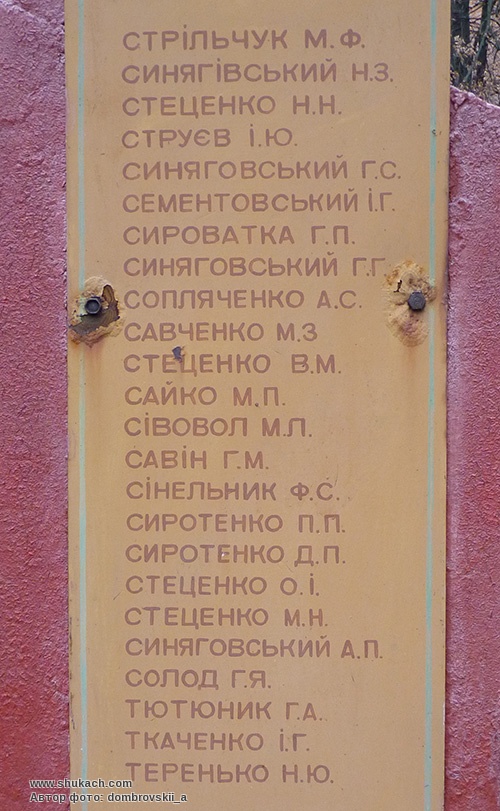 СТРІЛЬЧУК М.Ф.
СИНЯГІВСЬКИЙ Н.З.
СТЕЦЕНКО Н.Н.
СТРУЄВ І.Ю.
СИНЯГОВСЬКИЙ Г.С.
СЕМЕНТОВСЬКИЙ І.Г.
СИРОВАТКА Г.П.
СИНЯГОВСЬКИЙ Г.Г
СОПЛЯЧЕНКО А.С.
САВЧЕНКО М.З
СТЕЦЕНКО В.М.
САЙКО М.П.
СІВОВОЛ М.Л.
САВІН Г.М.
СІНЕЛЬНИК Ф.С.
СИРОТЕНКО П.П.
СИРОТЕНКО Д.П.
СТЕЦЕНКО О.І.
СТЕЦЕНКО М.Н.
СИНЯГОВСЬКИЙ А.П.
СОЛОД Г.Я.
ТЮТЮНИК Г.А.
ТКАЧЕНКО І.Г.
ТЕРЕНЬКО Н.Ю.
www.shukach.com
Автор фото: dombrovskii_a